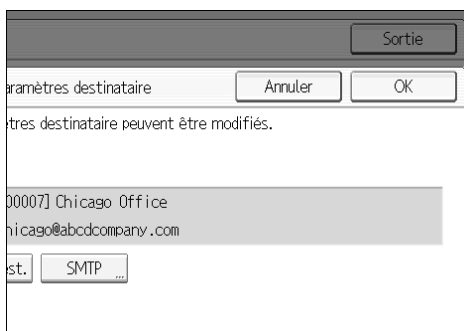 Sortie
aramètres destinataire Annuler OK
tres destinataire peuvent être modifiés.
00007] Chicago Office
hicago@abcdcompany.com
st. SMTP ...